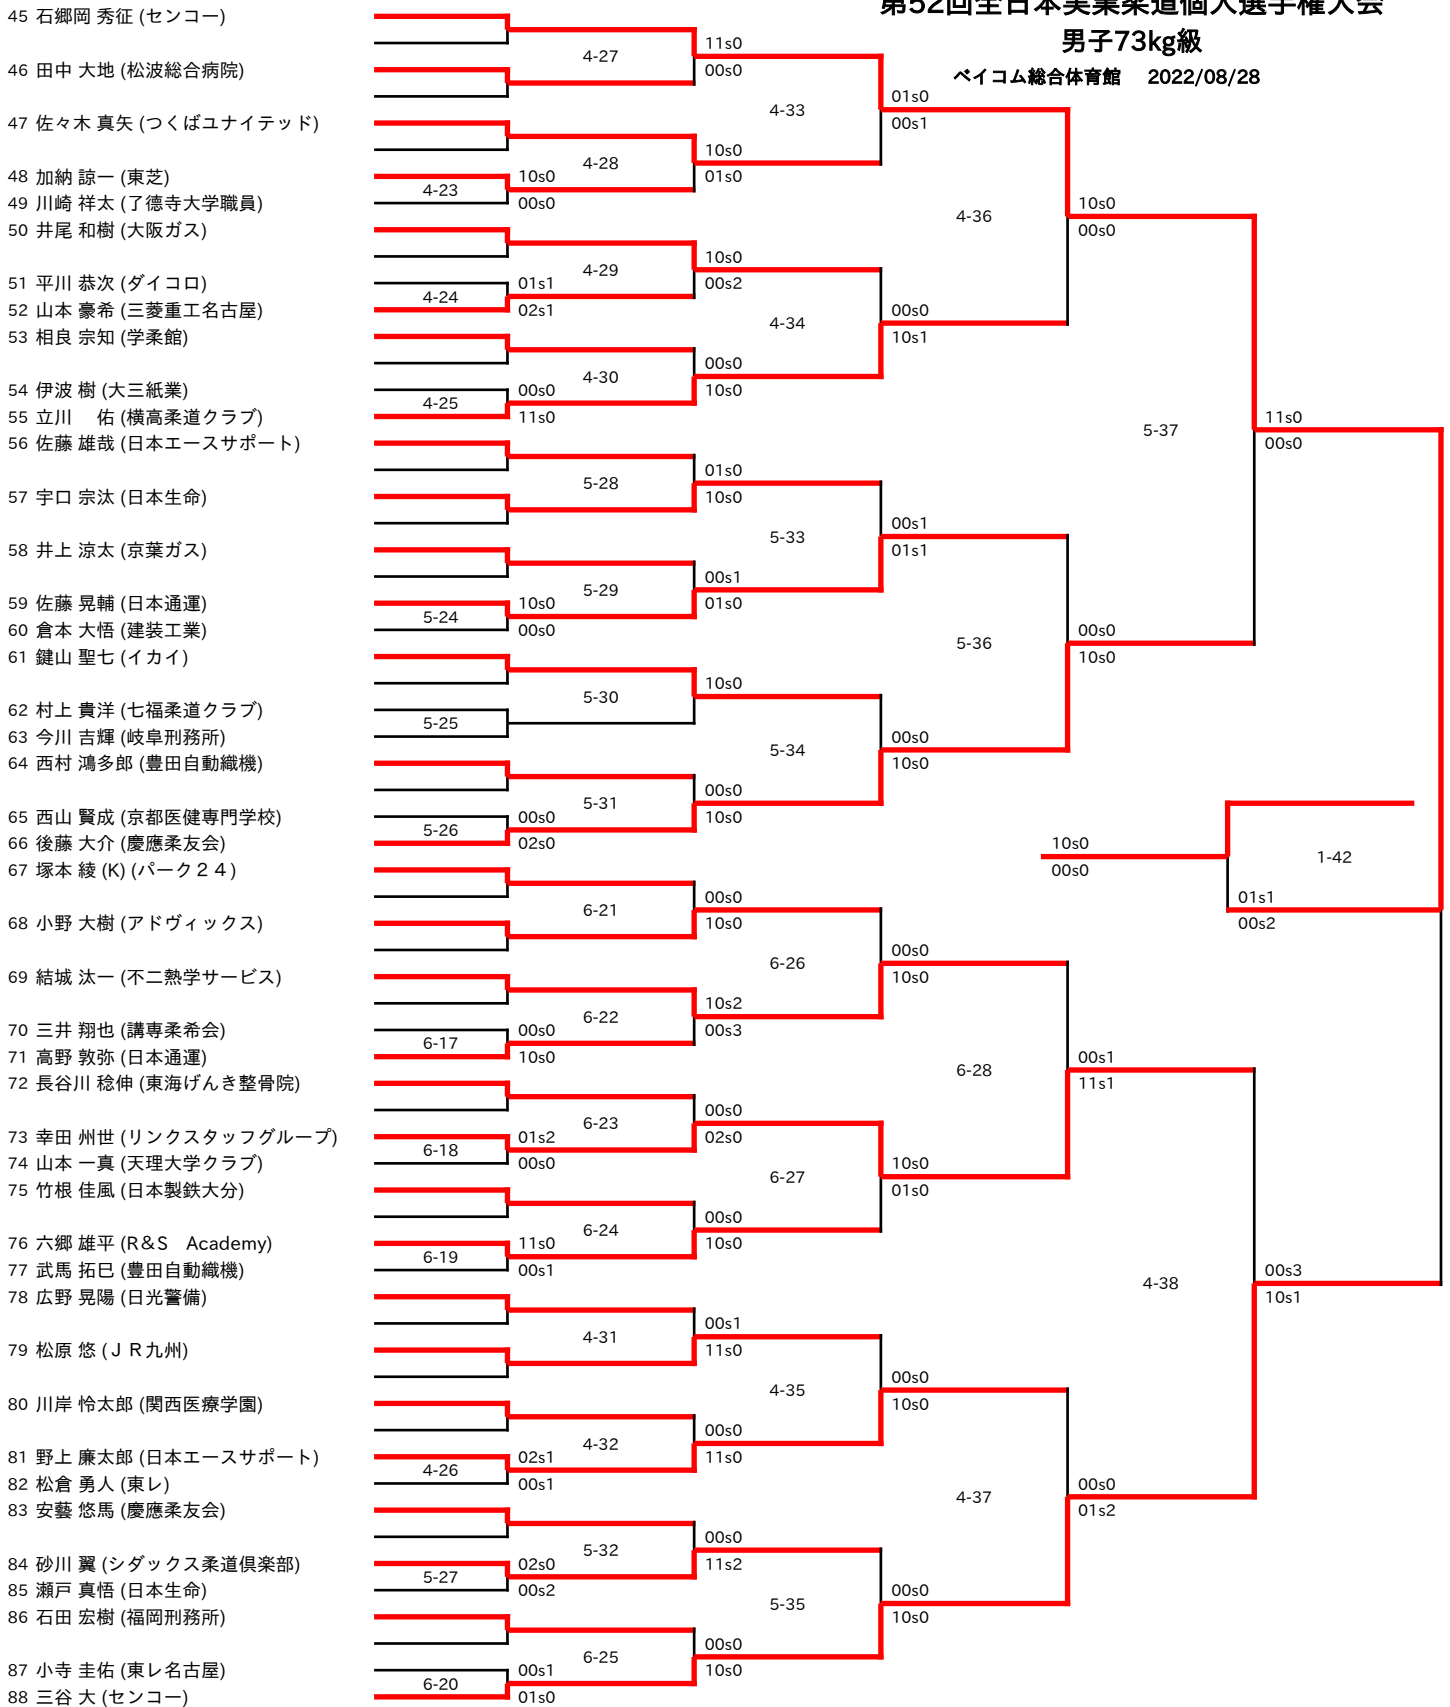 第52回全日本実業柔道個人選手権大会
男子73kg級
ベイコム総合体育館 2022/08/28
45 石郷岡 秀征 (センコー)
46 田中 大地 (松波総合病院)
47 佐々木 真矢 (つくばユナイテッド)
48 加納 諒一 (東芝)
49 川崎 祥太 (了德寺大学職員)
50 井尾 和樹 (大阪ガス)
51 平川 恭次 (ダイコロ)
52 山本 豪希 (三菱重工名古屋)
53 相良 宗知 (学柔館)
54 伊波 樹 (大三紙業)
55 立川 佑 (横高柔道クラブ)
56 佐藤 雄哉 (日本エースサポート)
57 宇口 宗汰 (日本生命)
58 井上 涼太 (京葉ガス)
59 佐藤 晃輔 (日本通運)
60 倉本 大悟 (建装工業)
61 鍵山 聖七 (イカイ)
62 村上 貴洋 (七福柔道クラブ)
63 今川 吉輝 (岐阜刑務所)
64 西村 鴻多郎 (豊田自動織機)
65 西山 賢成 (京都医健専門学校)
66 後藤 大介 (慶應柔友会)
67 塚本 綾 (K) (パーク２４)
68 小野 大樹 (アドヴィックス)
69 結城 汰一 (不二熱学サービス)
70 三井 翔也 (講専柔希会)
71 高野 敦弥 (日本通運)
72 長谷川 稔伸 (東海げんき整骨院)
73 幸田 州世 (リンクスタッフグループ)
74 山本 一真 (天理大学クラブ)
75 竹根 佳風 (日本製鉄大分)
76 六郷 雄平 (R&S Academy)
77 武馬 拓巳 (豊田自動織機)
78 広野 晃陽 (日光警備)
79 松原 悠 (ＪＲ九州)
80 川岸 怜太郎 (関西医療学園)
81 野上 廉太郎 (日本エースサポート)
82 松倉 勇人 (東レ)
83 安藝 悠馬 (慶應柔友会)
84 砂川 翼 (シダックス柔道倶楽部)
85 瀬戸 真悟 (日本生命)
86 石田 宏樹 (福岡刑務所)
87 小寺 圭佑 (東レ名古屋)
88 三谷 大 (センコー)
4-23
10s0
00s0
4-24
01s1
02s1
4-25
00s0
11s0
5-24
10s0
00s0
5-25
5-26
00s0
02s0
6-17
00s0
10s0
6-18
01s2
00s0
6-19
11s0
00s1
4-26
02s1
00s1
5-27
02s0
00s2
6-20
00s1
01s0
4-27
11s0
00s0
4-28
10s0
01s0
4-29
10s0
00s2
4-30
00s0
10s0
5-28
01s0
10s0
5-29
00s1
01s0
5-30
10s0
5-31
00s0
10s0
6-21
00s0
10s0
6-22
10s2
00s3
6-23
00s0
02s0
6-24
00s0
10s0
4-31
00s1
11s0
4-32
00s0
11s0
5-32
00s0
11s2
6-25
00s0
10s0
4-33
01s0
00s1
4-34
00s0
10s1
5-33
00s1
01s1
5-34
00s0
10s0
6-26
00s0
10s0
6-27
10s0
01s0
4-35
00s0
10s0
5-35
00s0
10s0
4-36
10s0
00s0
5-36
00s0
10s0
6-28
00s1
11s1
4-37
00s0
01s2
5-37
11s0
00s0
4-38
00s3
10s1
10s0
00s0
1-42
01s1
00s2